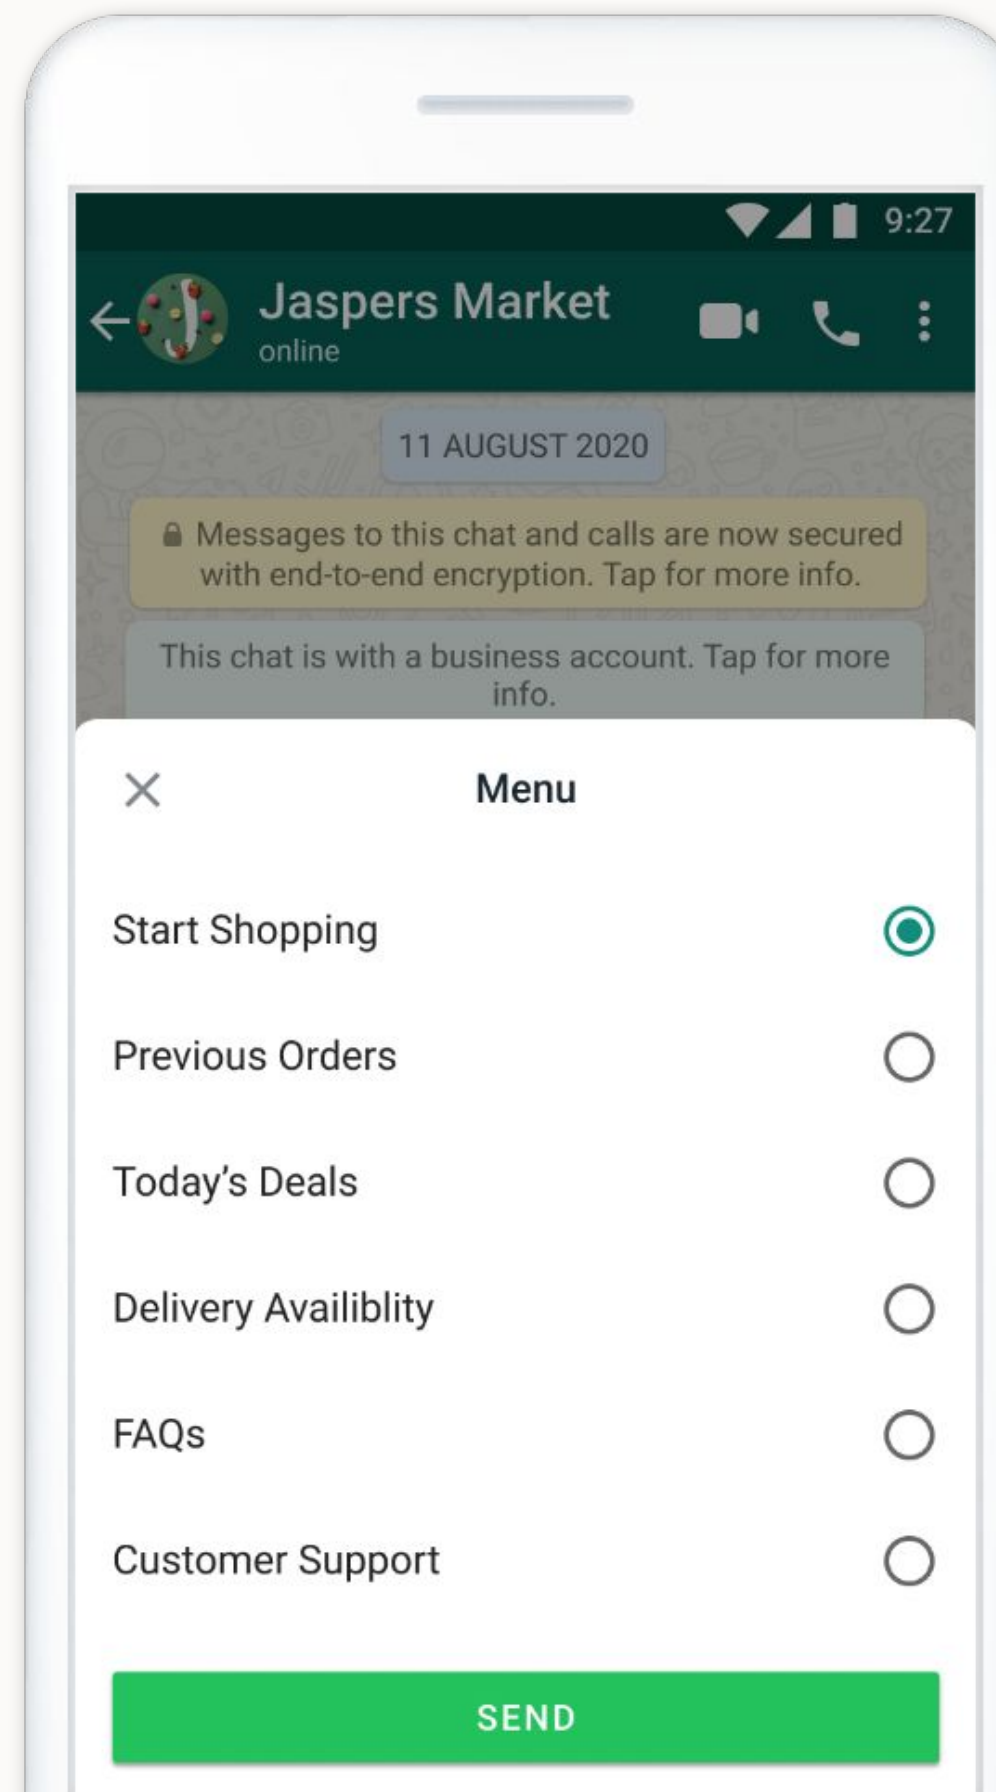 9:27
Jaspers Market
online
11 AUGUST 2020
Messages to this chat and calls are now secured
with end-to-end encryption. Tap for more info.
This chat is with a business account. Tap for more
info.
Menu
Start Shopping
Previous Orders
Today’s Deals
Delivery Availiblity
FAQs
Customer Support
SEND